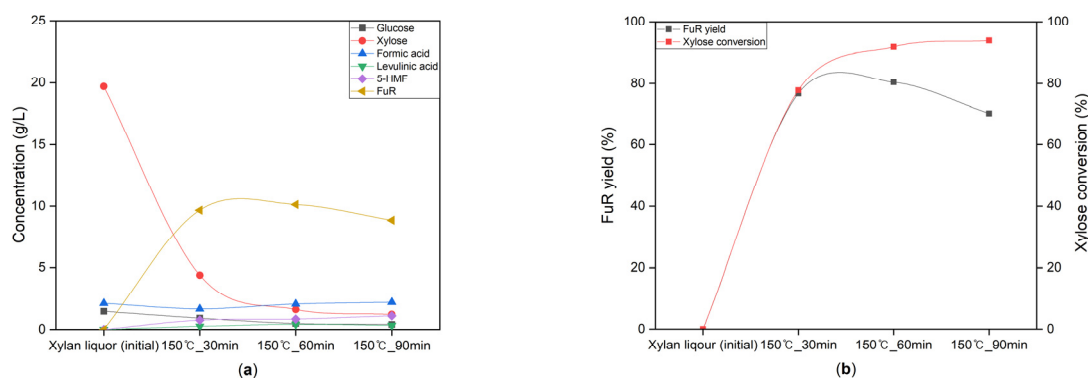 25
20
15
10
5
0
Concentration (g/L)
Glucose
Xylose
Formic acid
Levulinic acid
5-HMF
FuR
Xylan liquor (initial) 150℃_30min 150℃_60min 150℃_90min
(a)
100
80
60
40
20
0
FuR yield (%)
FuR yield
Xylose conversion
100
80
60
40
20
0
Xylose conversion (%)
Xylan liqour (initial) 150℃_30min 150℃_60min 150℃_90min
(b)